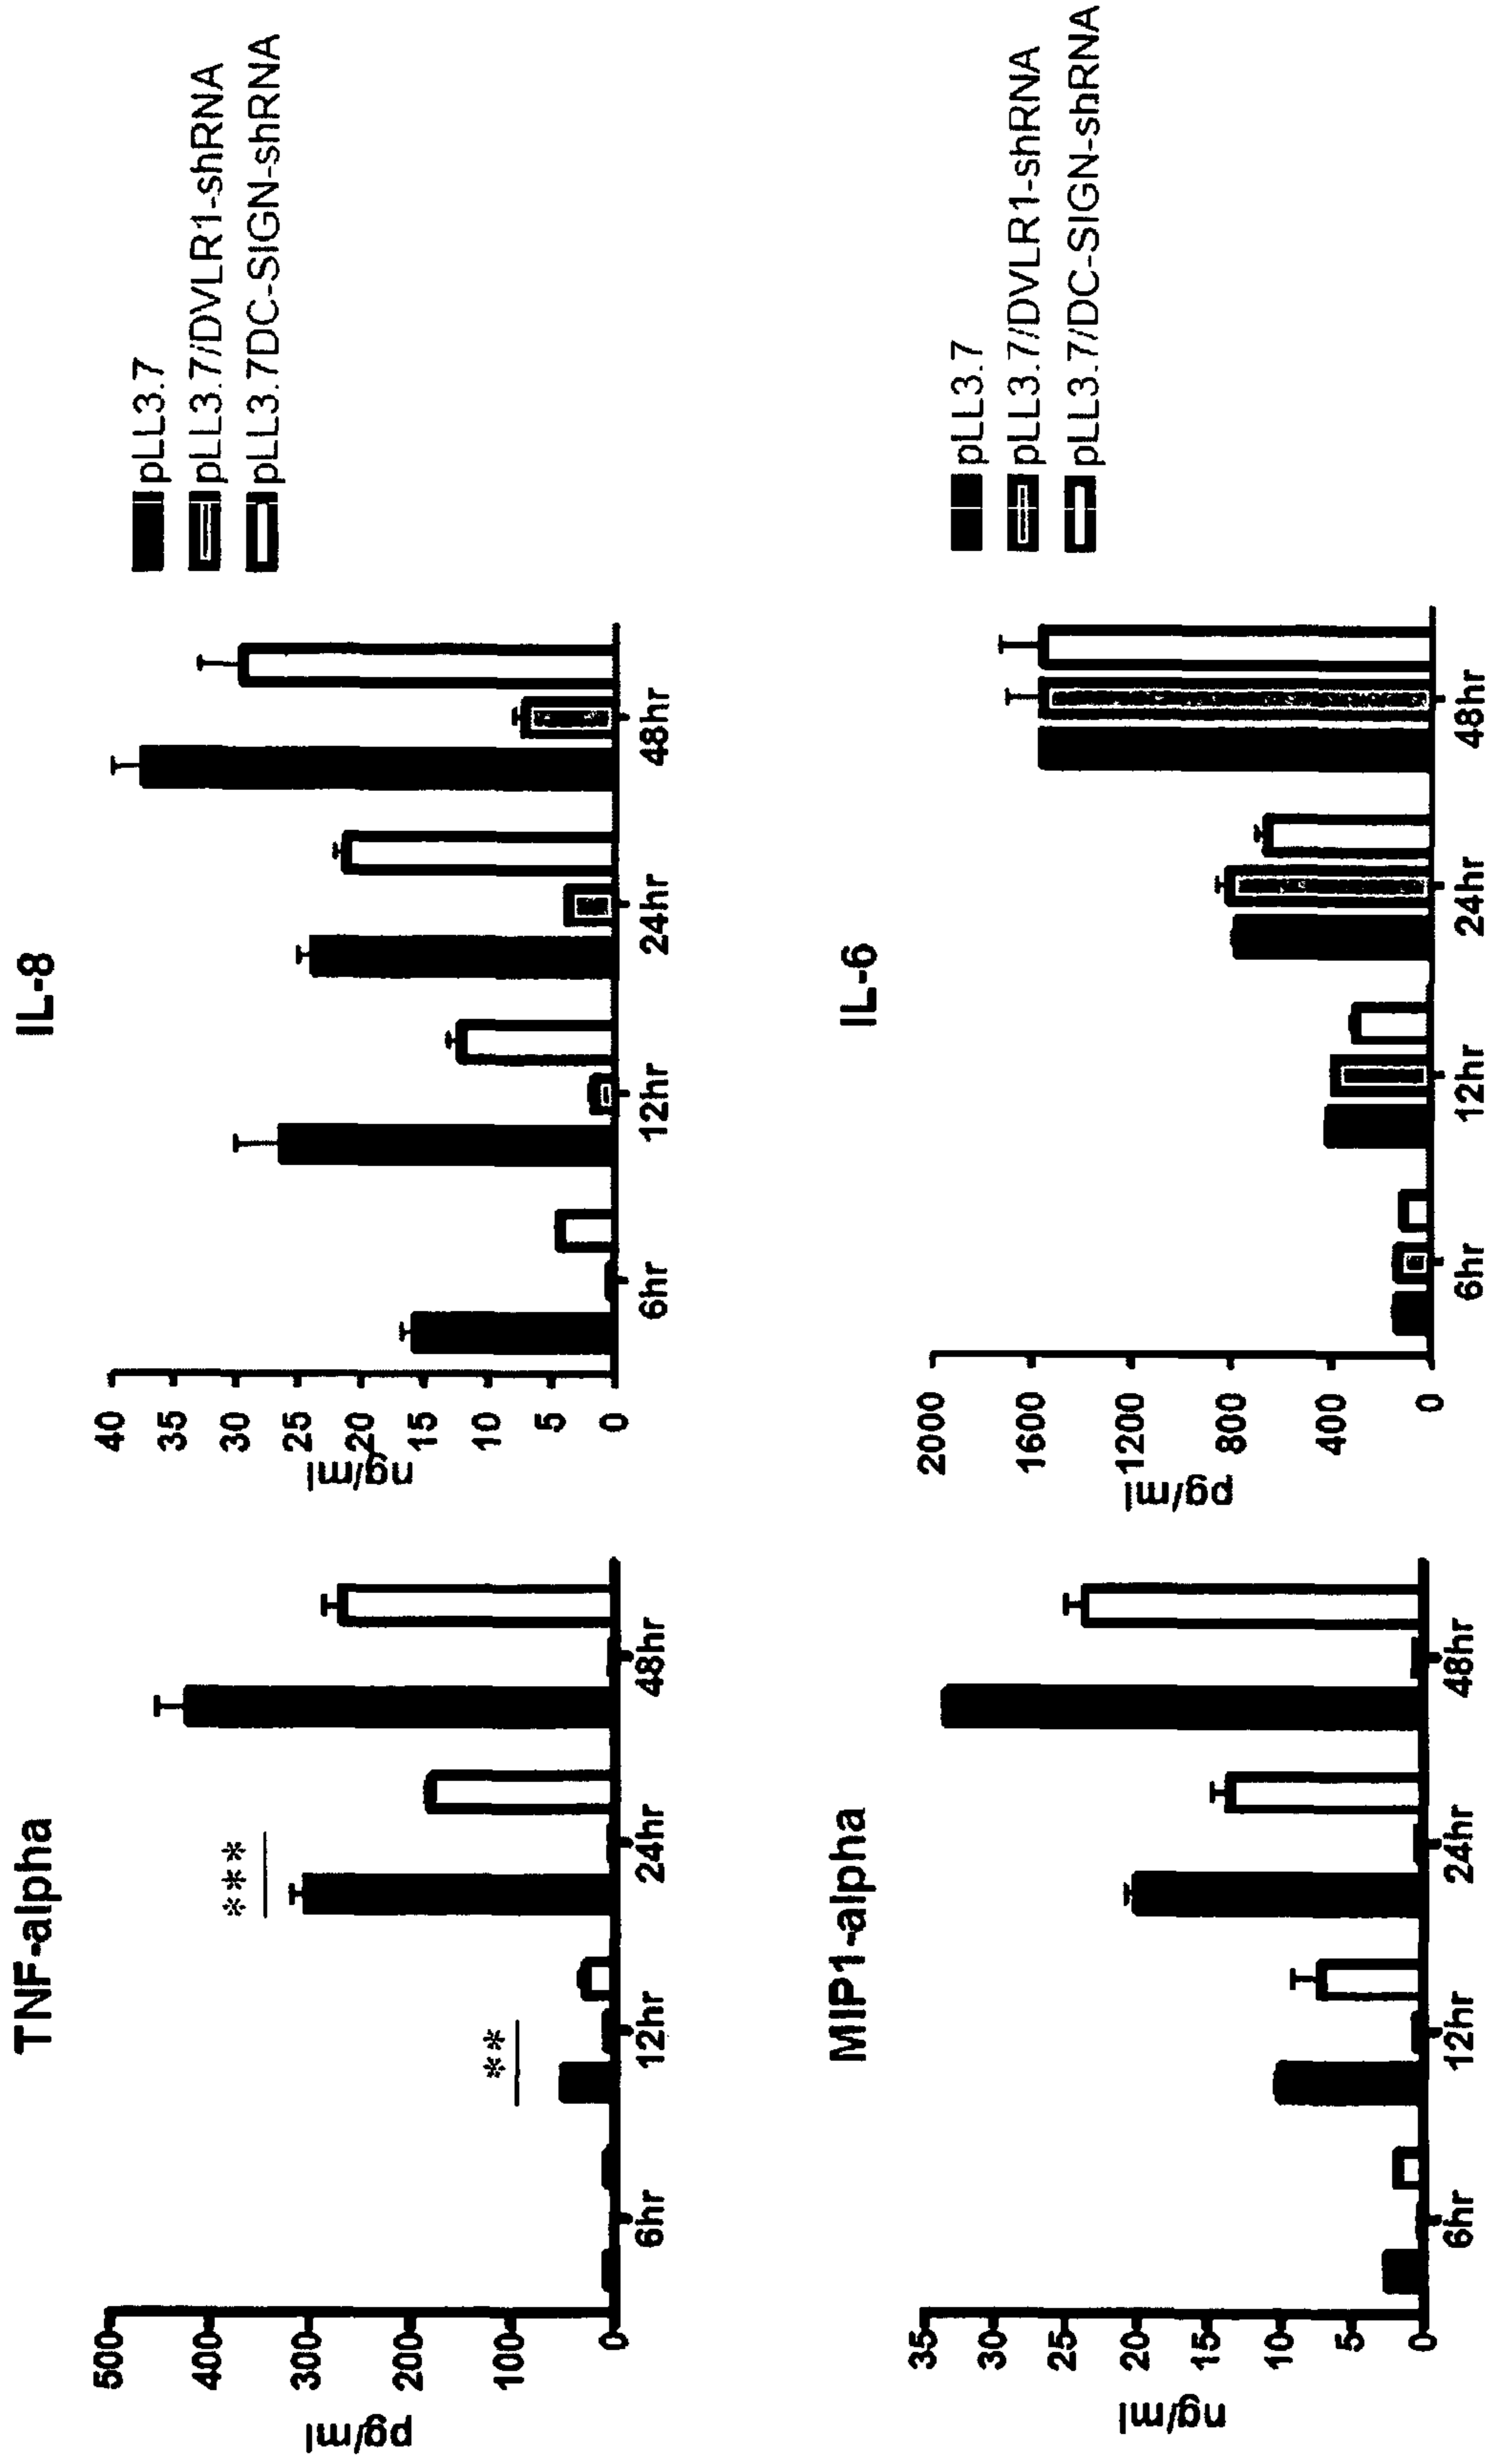 TNF-alpha
pg/ml
500
400
300
200
100
0
**
***
6hr
12hr
24hr
48hr
IL-8
ng/ml
40
35
30
25
20
15
10
5
0
6hr
12hr
24hr
48hr
pLL3.7
pLL3.7/DVLR1-shRNA
pLL3.7DC-SIGN-shRNA
MIP1-alpha
ng/ml
35
30
25
20
15
10
5
0
6hr
12hr
24hr
48hr
IL-6
pg/ml
2000
1600
1200
800
400
0
6hr
12hr
24hr
48hr
pLL3.7
pLL3.7/DVLR1-shRNA
pLL3.7/DC-SIGN-shRNA